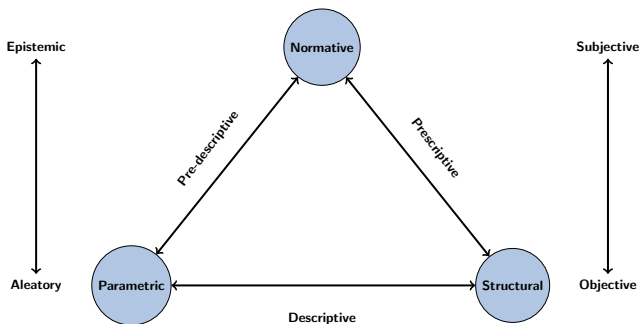 Epistemic
Normative
Subjective
Pre-descriptive
Prescriptive
Aleatory
Parametric
Structural
Objective
Descriptive